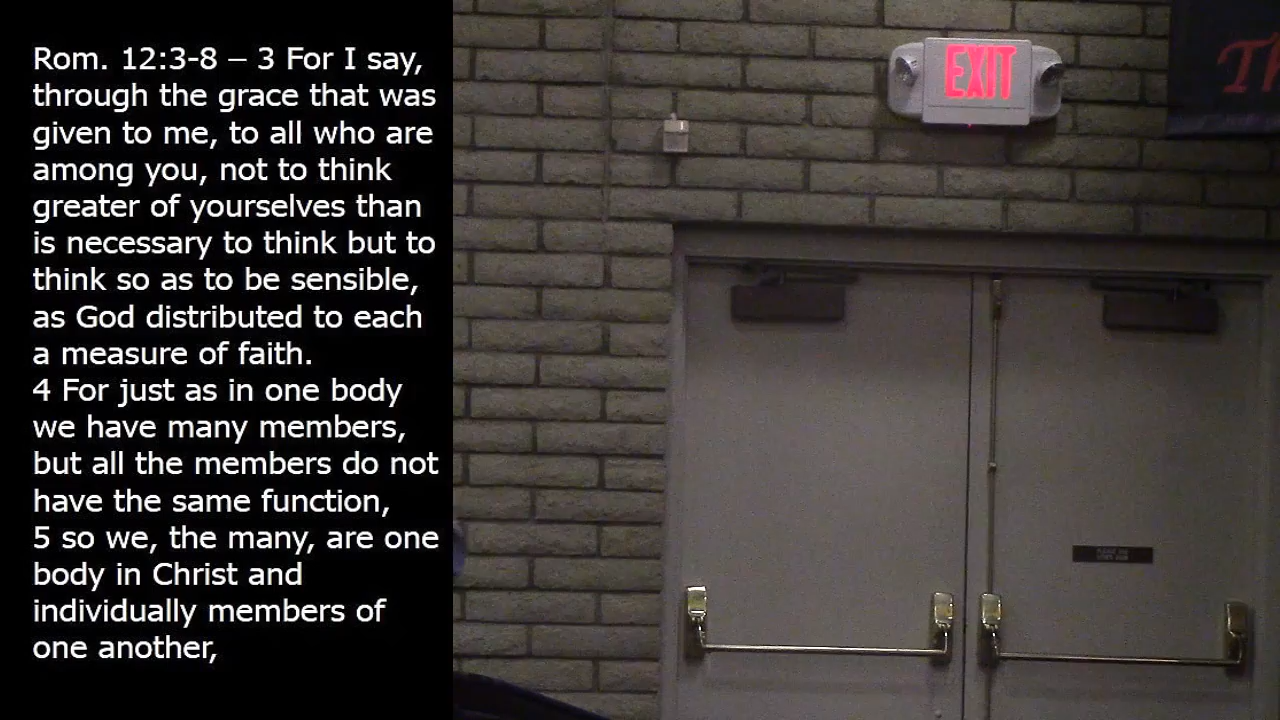 Rom. 12:3-8 – 3 For I say,
through the grace that was
given to me, to all who are
among you, not to think
greater of yourselves than
is necessary to think but to
think so as to be sensible,
as God distributed to each
a measure of faith.
4 For just as in one body
we have many members,
but all the members do not
have the same function,
5 so we, the many, are one
body in Christ and
individually members of
one another,
EXIT